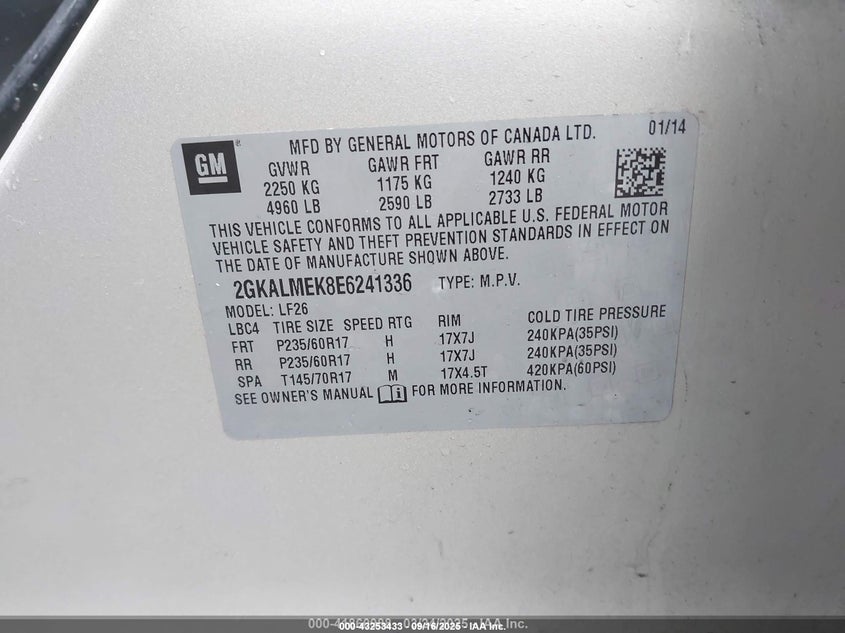 GM
MFD BY GENERAL MOTORS OF CANADA LTD. 01/14
GVWR GAWR FRT GAWR RR
2250 KG 1175 KG 1240 KG
4960 LB 2590 LB 2733 LB
THIS VEHICLE CONFORMS TO ALL APPLICABLE U.S. FEDERAL MOTOR
VEHICLE SAFETY AND THEFT PREVENTION STANDARDS IN EFFECT ON
THE DATE OF MANUFACTURE SHOWN ABOVE.
2GKALMEK8E6241336 TYPE: M.P.V.
MODEL: LF26
LBC4 TIRE SIZE SPEED RTG RIM COLD TIRE PRESSURE
FRT P235/60R17 H 17X7J 240KPA(35PSI)
RR P235/60R17 H 17X7J 240KPA(35PSI)
SPA T145/70R17 M 17X4.5T 420KPA(60PSI)
SEE OWNER'S MANUAL FOR MORE INFORMATION.
43253433 09/16/2025 IAA Inc.